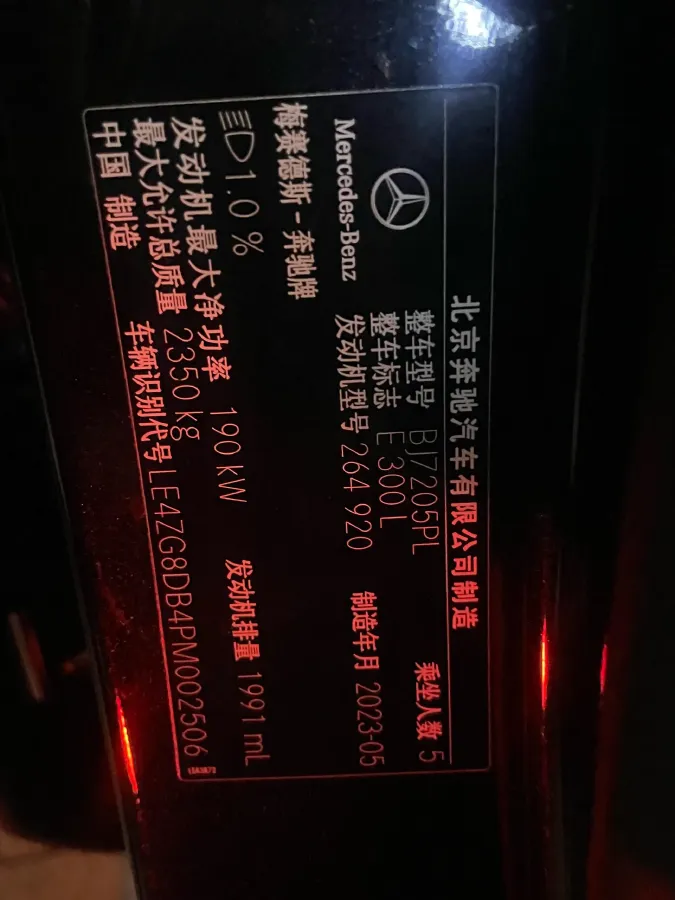 北京奔驰汽车有限公司制造
Mercedes-Benz
梅赛德斯-奔驰牌
整车型号 BJ7205PL 乘坐人数 5
整车标志 E 300 L
发动机型号 264 920 制造年月 2023-05
1.0 %
发动机最大净功率 190 kW 发动机排量 1991 mL
最大允许总质量 2350 kg
中国 制造 车辆识别代号 LE4ZG8DB4PM002506